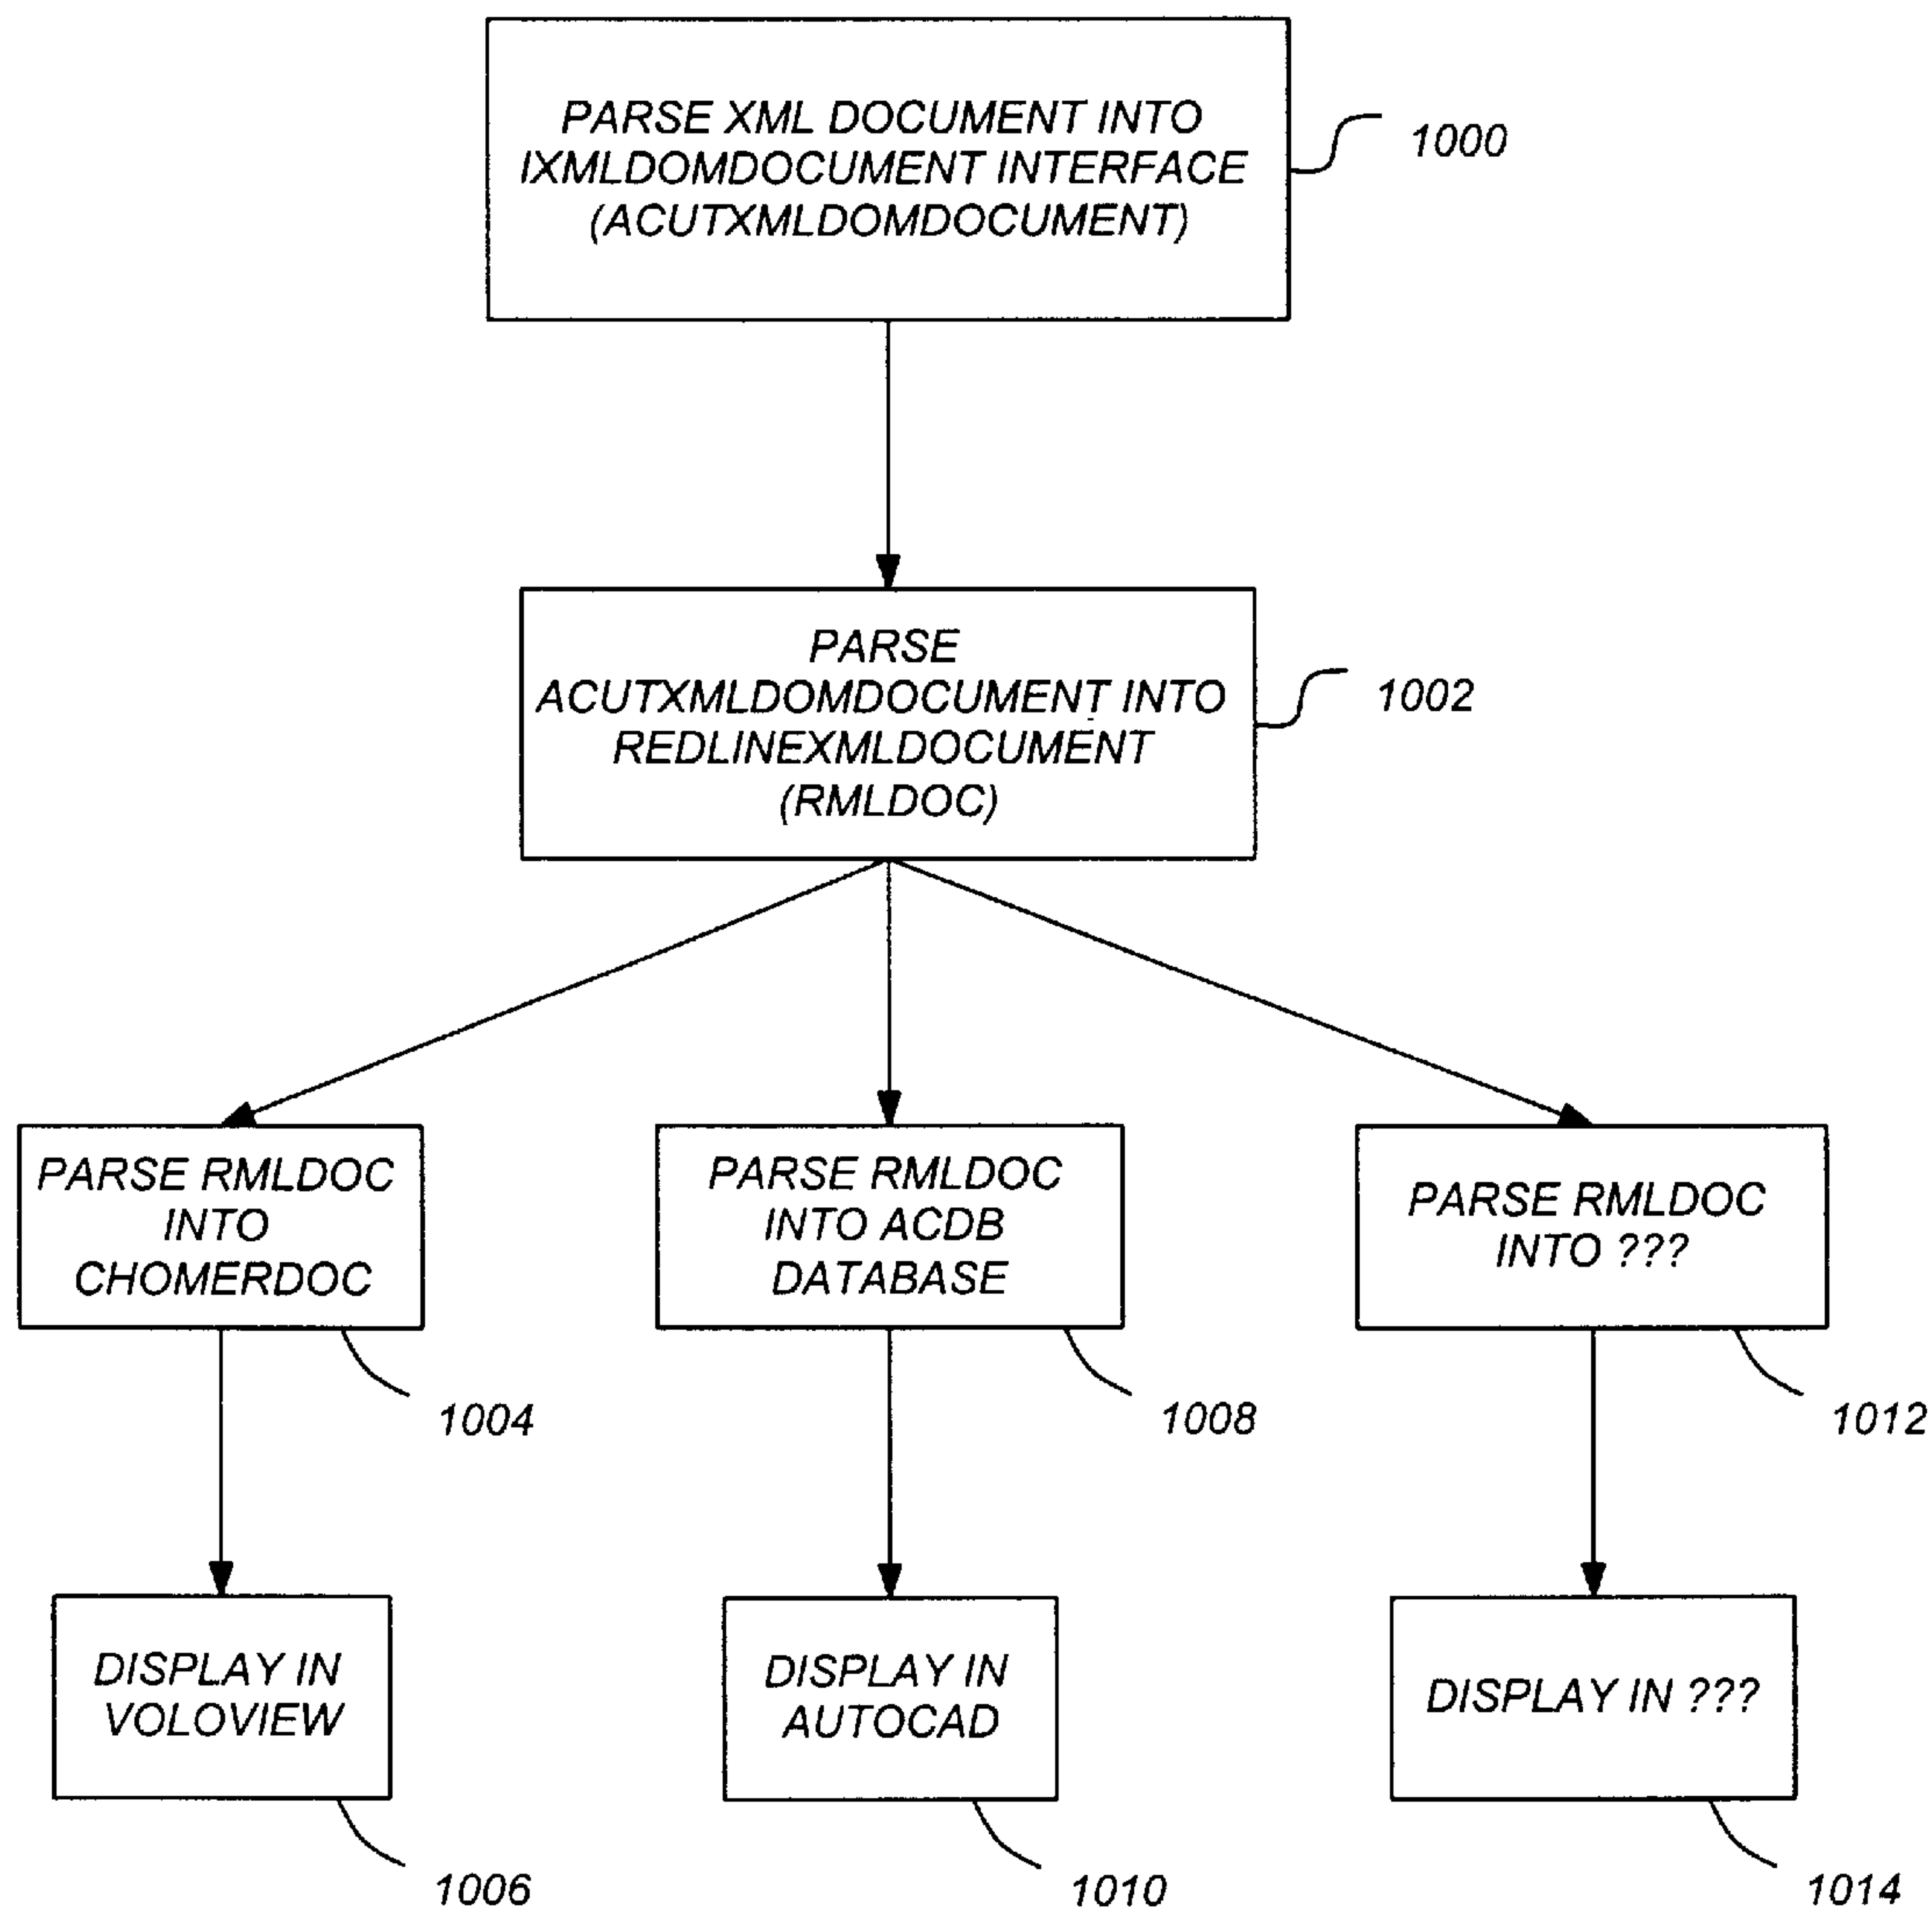 PARSE XML DOCUMENT INTO
IXMLDOMDOCUMENT INTERFACE
(ACUTXMLDOMDOCUMENT)
1000
PARSE
ACUTXMLDOMDOCUMENT INTO
REDLINEXMLDOCUMENT
(RMLDOC)
1002
PARSE RMLDOC
INTO
CHOMERDOC
1004
PARSE RMLDOC
INTO ACDB
DATABASE
1008
PARSE RMLDOC
INTO ???
1012
DISPLAY IN
VOLOVIEW
1006
DISPLAY IN
AUTOCAD
1010
DISPLAY IN ???
1014